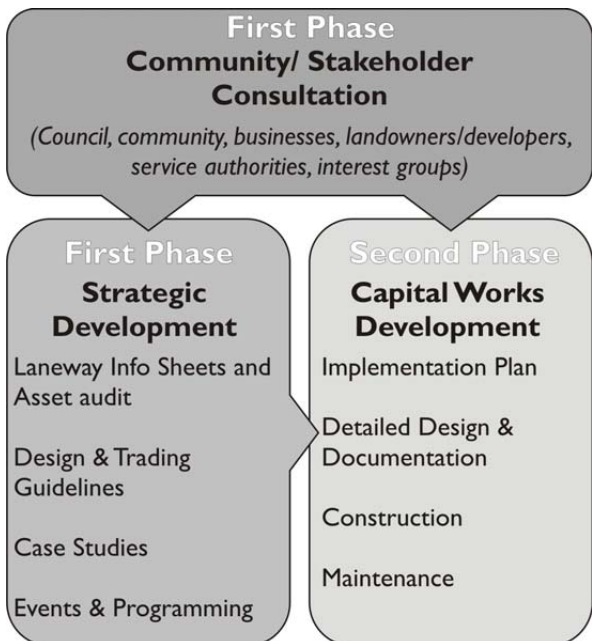 First Phase
Community/ Stakeholder
Consultation
(Council, community, businesses, landowners/developers,
service authorities, interest groups)
First Phase
Strategic
Development
Laneway Info Sheets and
Asset audit
Design & Trading
Guidelines
Case Studies
Events & Programming
Second Phase
Capital Works
Development
Implementation Plan
Detailed Design &
Documentation
Construction
Maintenance